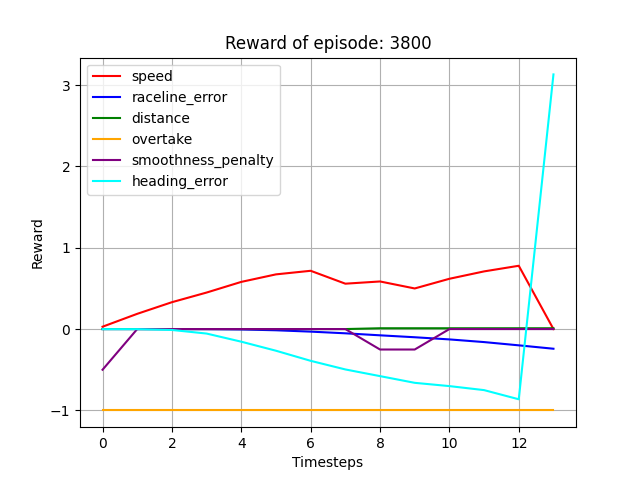 Reward of episode: 3800
speed
raceline_error
distance
overtake
smoothness_penalty
heading_error
Reward
3
2
1
0
−1
0 2 4 6 8 10 12
Timesteps